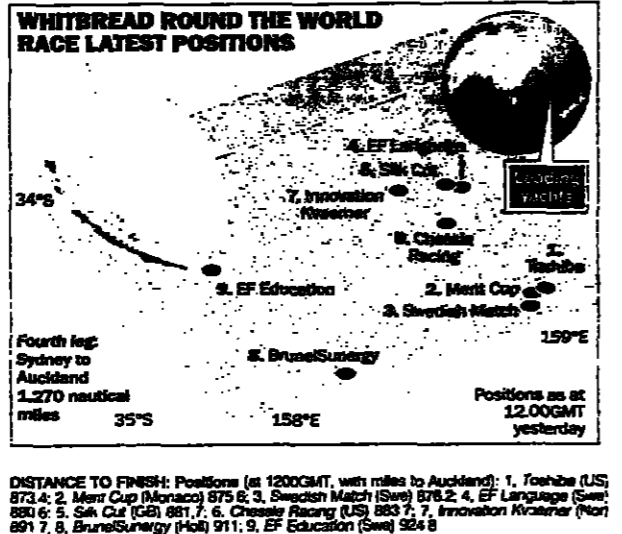 WHITBREAD ROUND THE WORLD
RACE LATEST POSITIONS
4. EF Language
5. Silk Cut
7. Innovation
Kvaerner
34°S
6. Chessie
Racing
1.
Toshiba
9. EF Education
2. Merit Cup
3. Swedish Match
159°E
Fourth leg:
Sydney to
Auckland
1,270 nautical
miles
8. BrunelSunergy
35°S
158°E
Positions as at
12.00GMT
yesterday
DISTANCE TO FINISH: Positions (at 1200GMT, with miles to Auckland): 1, Toshiba (US)
873.4; 2, Merit Cup (Monaco) 875 6; 3, Swedish Match (Swe) 876.2; 4, EF Language (Swe)
880 6; 5. Silk Cut (GB) 881,7; 6. Chessie Racing (US) 883 7; 7, Innovation Kvaerner (Nor)
891 7, 8, BrunelSunergy (Holl) 911; 9, EF Education (Swe) 924 8